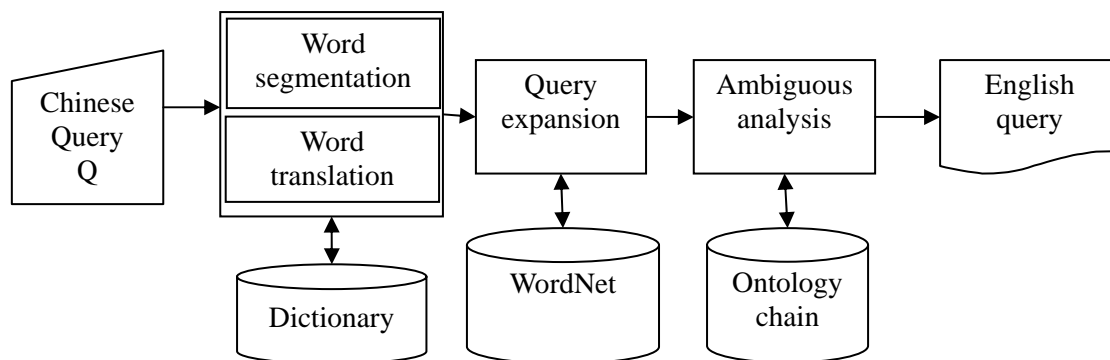 Chinese
Query
Q
Word
segmentation
Word
translation
Query
expansion
Ambiguous
analysis
English
query
Dictionary
WordNet
Ontology
chain